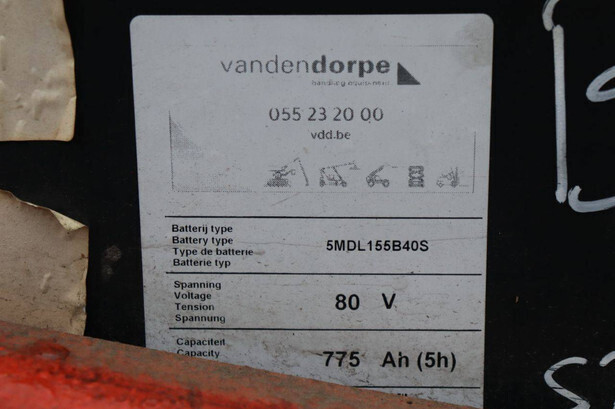 vandendorpe
handling equipment
055 23 20 00
vdd.be
Batterij type
Battery type
Type de batterie
Batterie typ
5MDL155B40S
Spanning
Voltage
Tension
Spannung
80 V
Capaciteit
Capacity
775 Ah (5h)